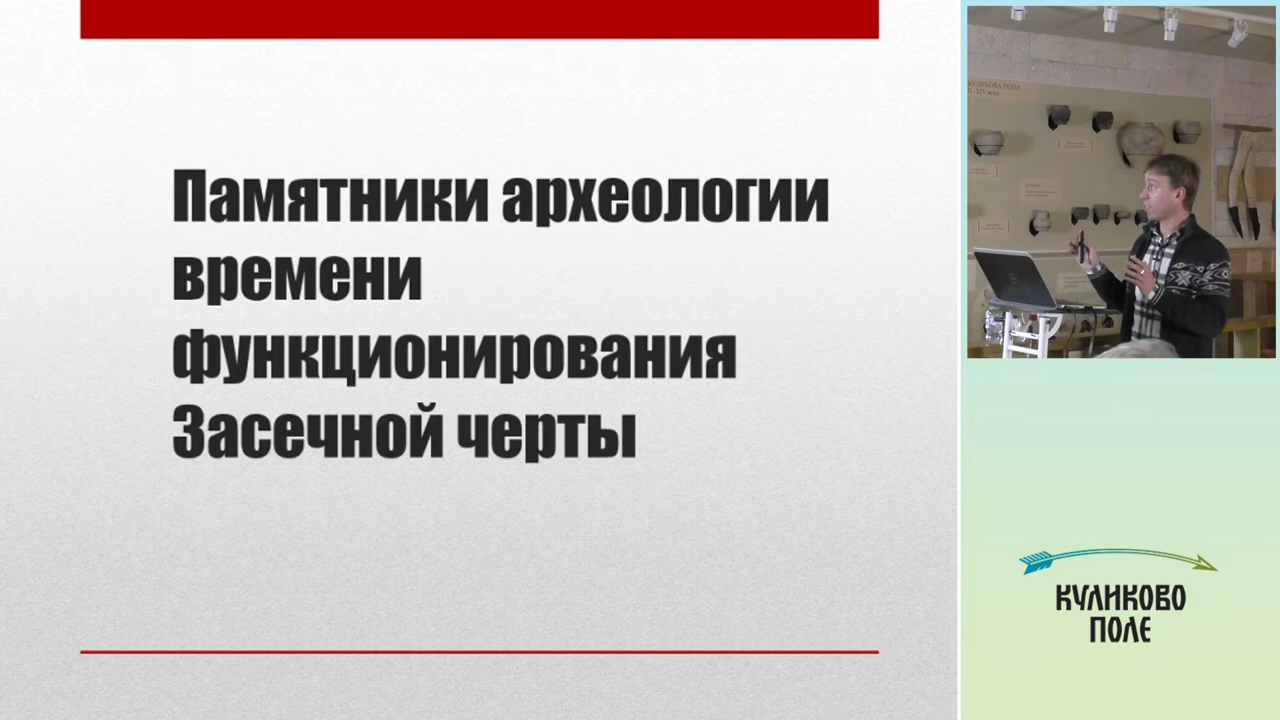 Памятники археологии
времени
функционирования
Засечной черты
КУЛИКОВО
ПОЛЕ